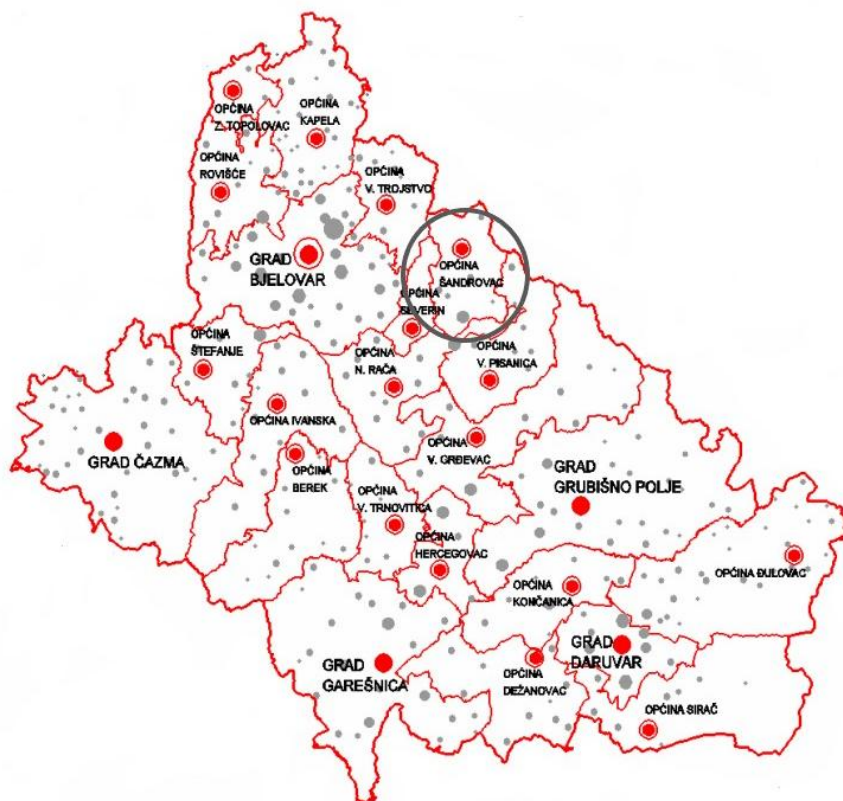 OPĆINA
Z. TOPOLOVAC
OPĆINA
KAPELA
OPĆINA
ROVIŠĆE
OPĆINA
V. TROJSTVO
GRAD
BJELOVAR
OPĆINA
ŠANDROVAC
OPĆINA
SEVERIN
OPĆINA
ŠTEFANJE
OPĆINA
N. RAČA
OPĆINA
V. PISANICA
OPĆINA IVANSKA
GRAD ČAZMA
OPĆINA
BEREK
OPĆINA
V. GRĐEVAC
GRAD
GRUBIŠNO POLJE
OPĆINA
V. TRNOVITICA
OPĆINA
HERCEGOVAC
OPĆINA
KONČANICA
OPĆINA ĐULOVAC
GRAD
DARUVAR
GRAD
GAREŠNICA
OPĆINA
DEŽANOVAC
OPĆINA SIRAČ